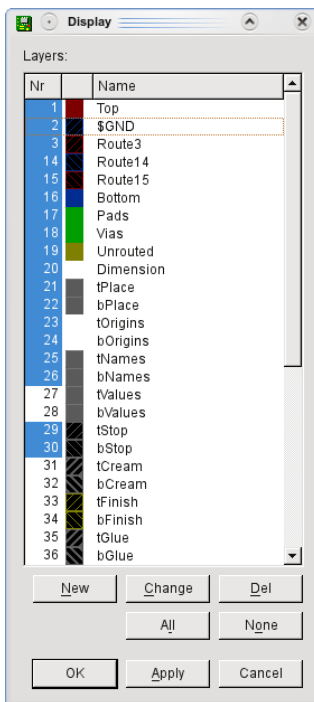 Display
Layers:
Nr Name
1 Top
2 $GND
3 Route3
14 Route14
15 Route15
16 Bottom
17 Pads
18 Vias
19 Unrouted
20 Dimension
21 tPlace
22 bPlace
23 tOrigins
24 bOrigins
25 tNames
26 bNames
27 tValues
28 bValues
29 tStop
30 bStop
31 tCream
32 bCream
33 tFinish
34 bFinish
35 tGlue
36 bGlue
New Change Del
All None
OK Apply Cancel